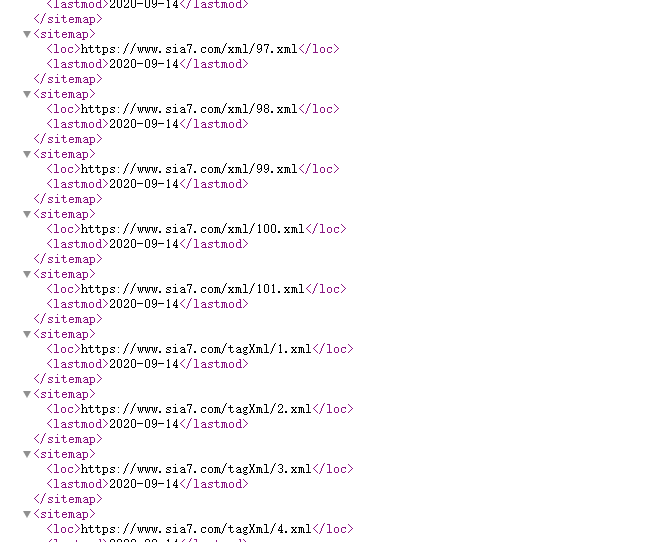 <lastmod>2020-09-14</lastmod>
</sitemap>
▼<sitemap>
<loc>https://www.sia7.com/xml/97.xml</loc>
<lastmod>2020-09-14</lastmod>
</sitemap>
▼<sitemap>
<loc>https://www.sia7.com/xml/98.xml</loc>
<lastmod>2020-09-14</lastmod>
</sitemap>
▼<sitemap>
<loc>https://www.sia7.com/xml/99.xml</loc>
<lastmod>2020-09-14</lastmod>
</sitemap>
▼<sitemap>
<loc>https://www.sia7.com/xml/100.xml</loc>
<lastmod>2020-09-14</lastmod>
</sitemap>
▼<sitemap>
<loc>https://www.sia7.com/xml/101.xml</loc>
<lastmod>2020-09-14</lastmod>
</sitemap>
▼<sitemap>
<loc>https://www.sia7.com/tagXml/1.xml</loc>
<lastmod>2020-09-14</lastmod>
</sitemap>
▼<sitemap>
<loc>https://www.sia7.com/tagXml/2.xml</loc>
<lastmod>2020-09-14</lastmod>
</sitemap>
▼<sitemap>
<loc>https://www.sia7.com/tagXml/3.xml</loc>
<lastmod>2020-09-14</lastmod>
</sitemap>
▼<sitemap>
<loc>https://www.sia7.com/tagXml/4.xml</loc>